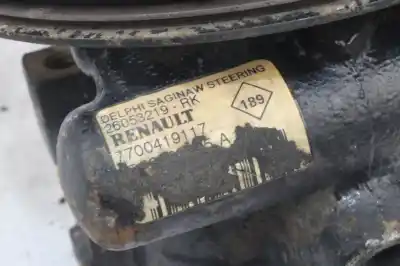 DELPHI SAGINAW STEERING
26053219 - RK
189
RENAULT
7700419117
A